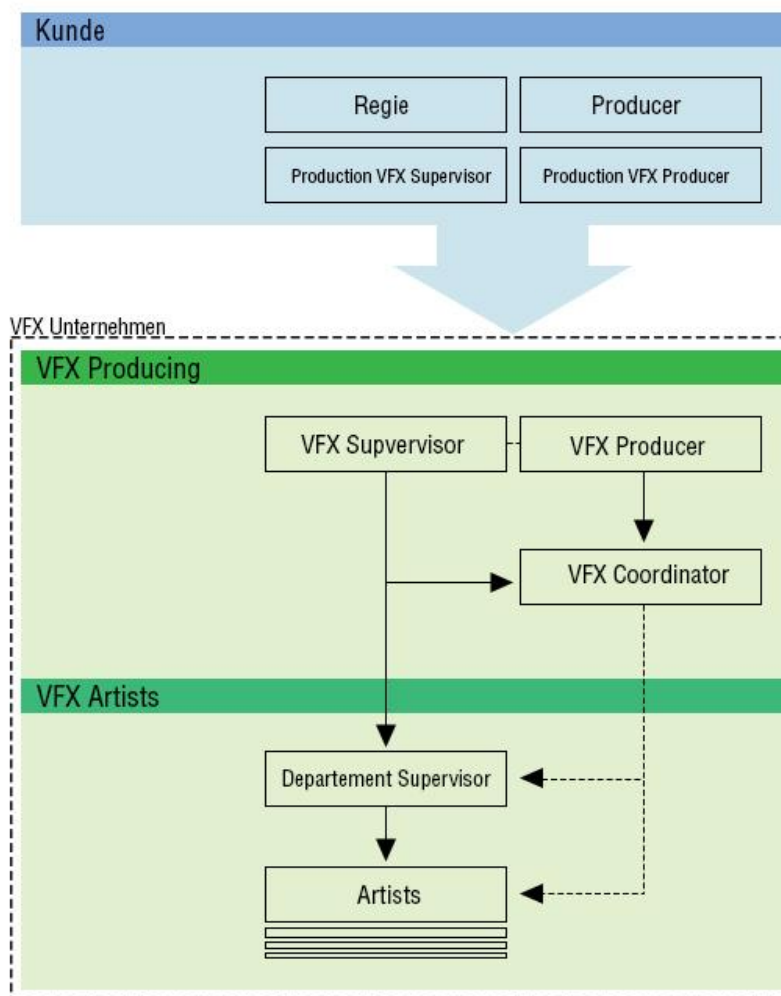 Kunde
Regie
Producer
Production VFX Supervisor
Production VFX Producer
VFX Unternehmen
VFX Producing
VFX Supvervisor
VFX Producer
VFX Coordinator
VFX Artists
Departement Supervisor
Artists